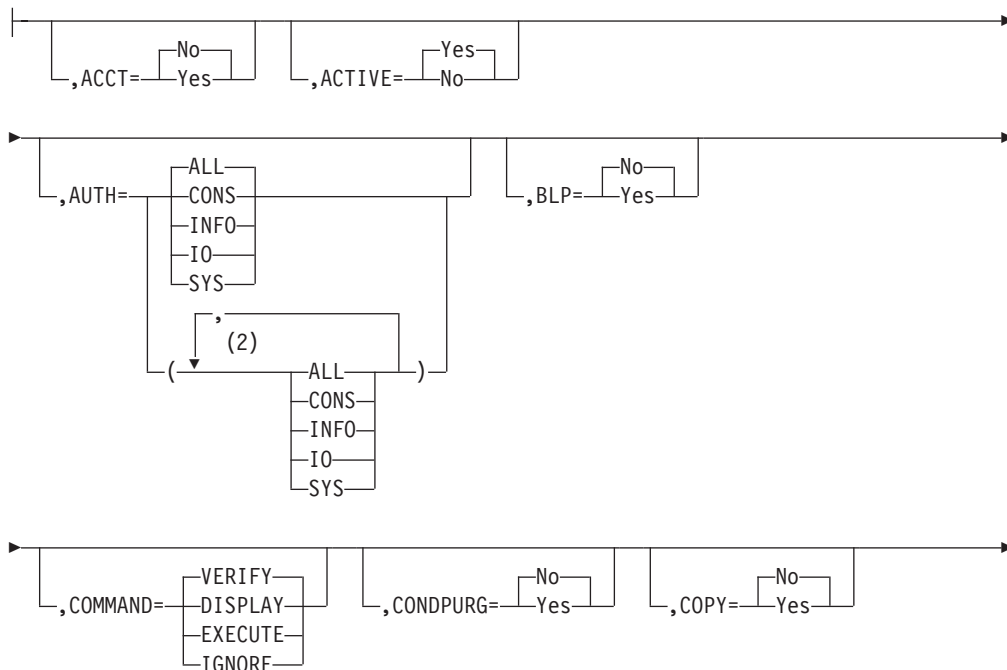 No Yes
,ACCT= Yes ,ACTIVE= No
ALL No
,AUTH= CONS ,BLP= Yes
INFO
IO
SYS
,
(2)
( ALL )
CONS
INFO
IO
SYS
VERIFY No No
,COMMAND= DISPLAY ,CONDPURG= Yes ,COPY= Yes
EXECUTE
IGNORE